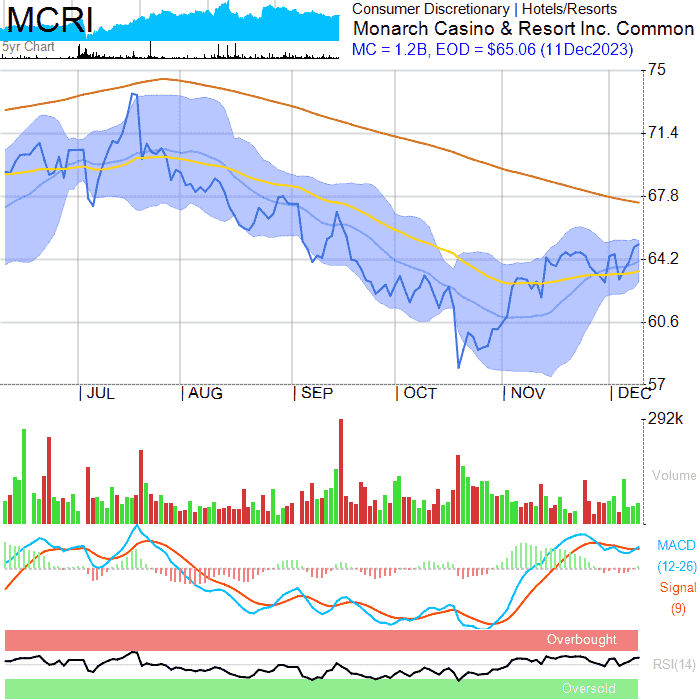 MCRI
5yr Chart
Consumer Discretionary | Hotels/Resorts
Monarch Casino & Resort Inc. Common
MC = 1.2B, EOD = $65.06 (11Dec2023)
75
71.4
67.8
64.2
60.6
57
JUL
AUG
SEP
OCT
NOV
DEC
292k
Volume
MACD
(12-26)
Signal
(9)
Overbought
RSI(14)
Oversold